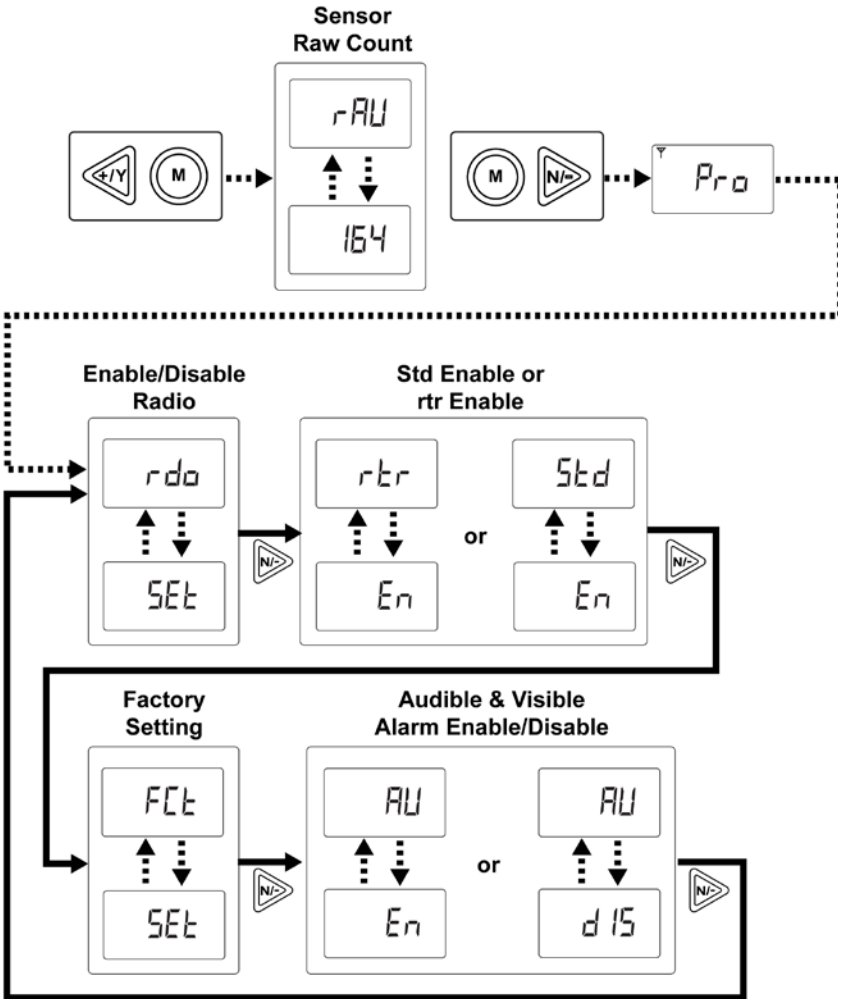 Sensor
Raw Count
rAU
+/Y M
M N/-
Pro
164
Enable/Disable
Radio
Std Enable or
rtr Enable
rdo
rtr
Std
or
N/-
N/-
SEt
En
En
Factory
Setting
Audible & Visible
Alarm Enable/Disable
FCt
AU
AU
or
N/-
N/-
SEt
En
dIS